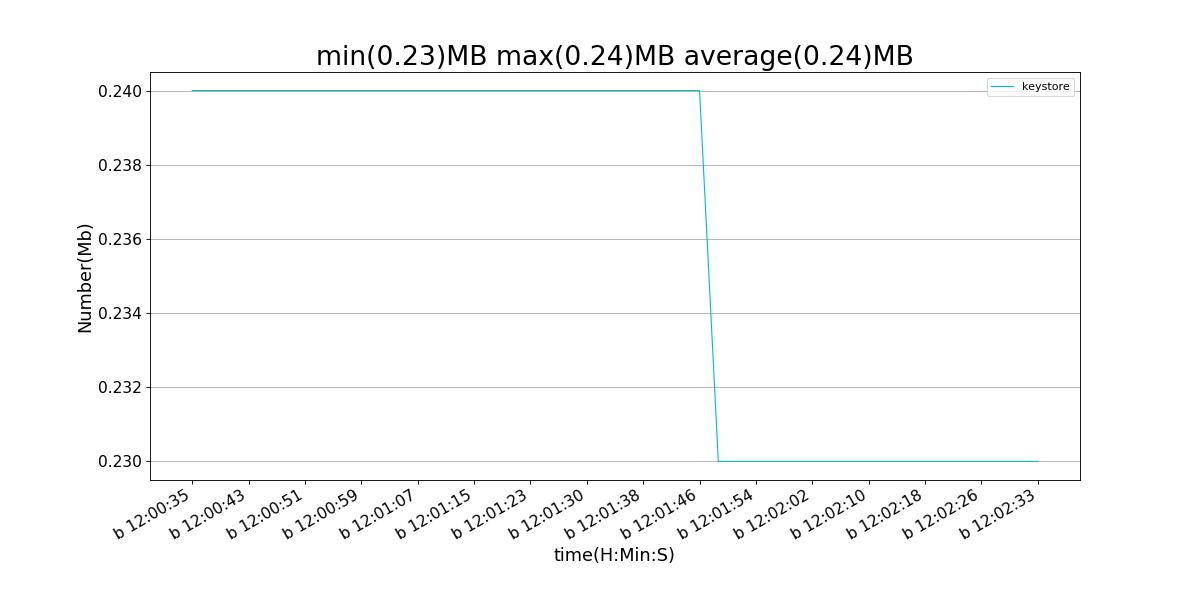 min(0.23)MB max(0.24)MB average(0.24)MB
keystore
0.240
0.238
0.236
0.234
0.232
0.230
Number(Mb)
b 12:00:35
b 12:00:43
b 12:00:51
b 12:00:59
b 12:01:07
b 12:01:15
b 12:01:23
b 12:01:30
b 12:01:38
b 12:01:46
b 12:01:54
b 12:02:02
b 12:02:10
b 12:02:18
b 12:02:26
b 12:02:33
time(H:Min:S)